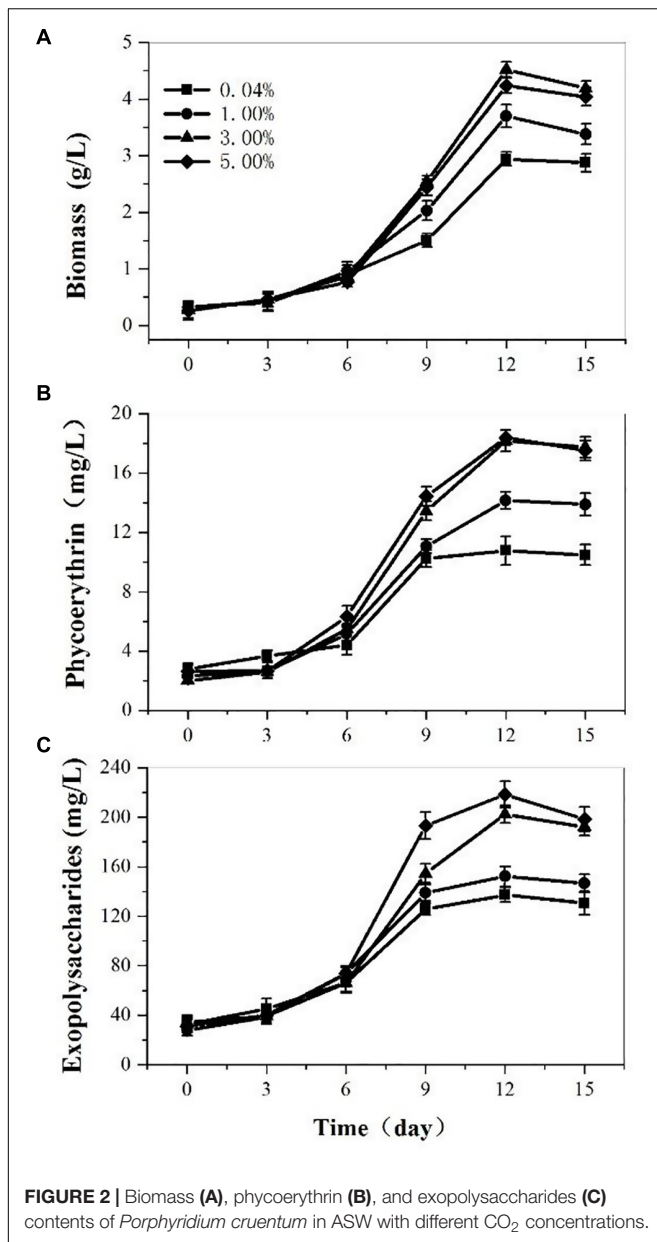 A
5
4
3
2
1
0
Biomass (g/L)
0. 04%
1. 00%
3. 00%
5. 00%
0 3 6 9 12 15
B
20
16
12
8
4
0
Phycoerythrin (mg/L)
0 3 6 9 12 15
C
240
200
160
120
80
40
0
Exopolysaccharides (mg/L)
0 3 6 9 12 15
Time (day)
FIGURE 2 | Biomass (A), phycoerythrin (B), and exopolysaccharides (C)
contents of Porphyridium cruentum in ASW with different CO₂ concentrations.